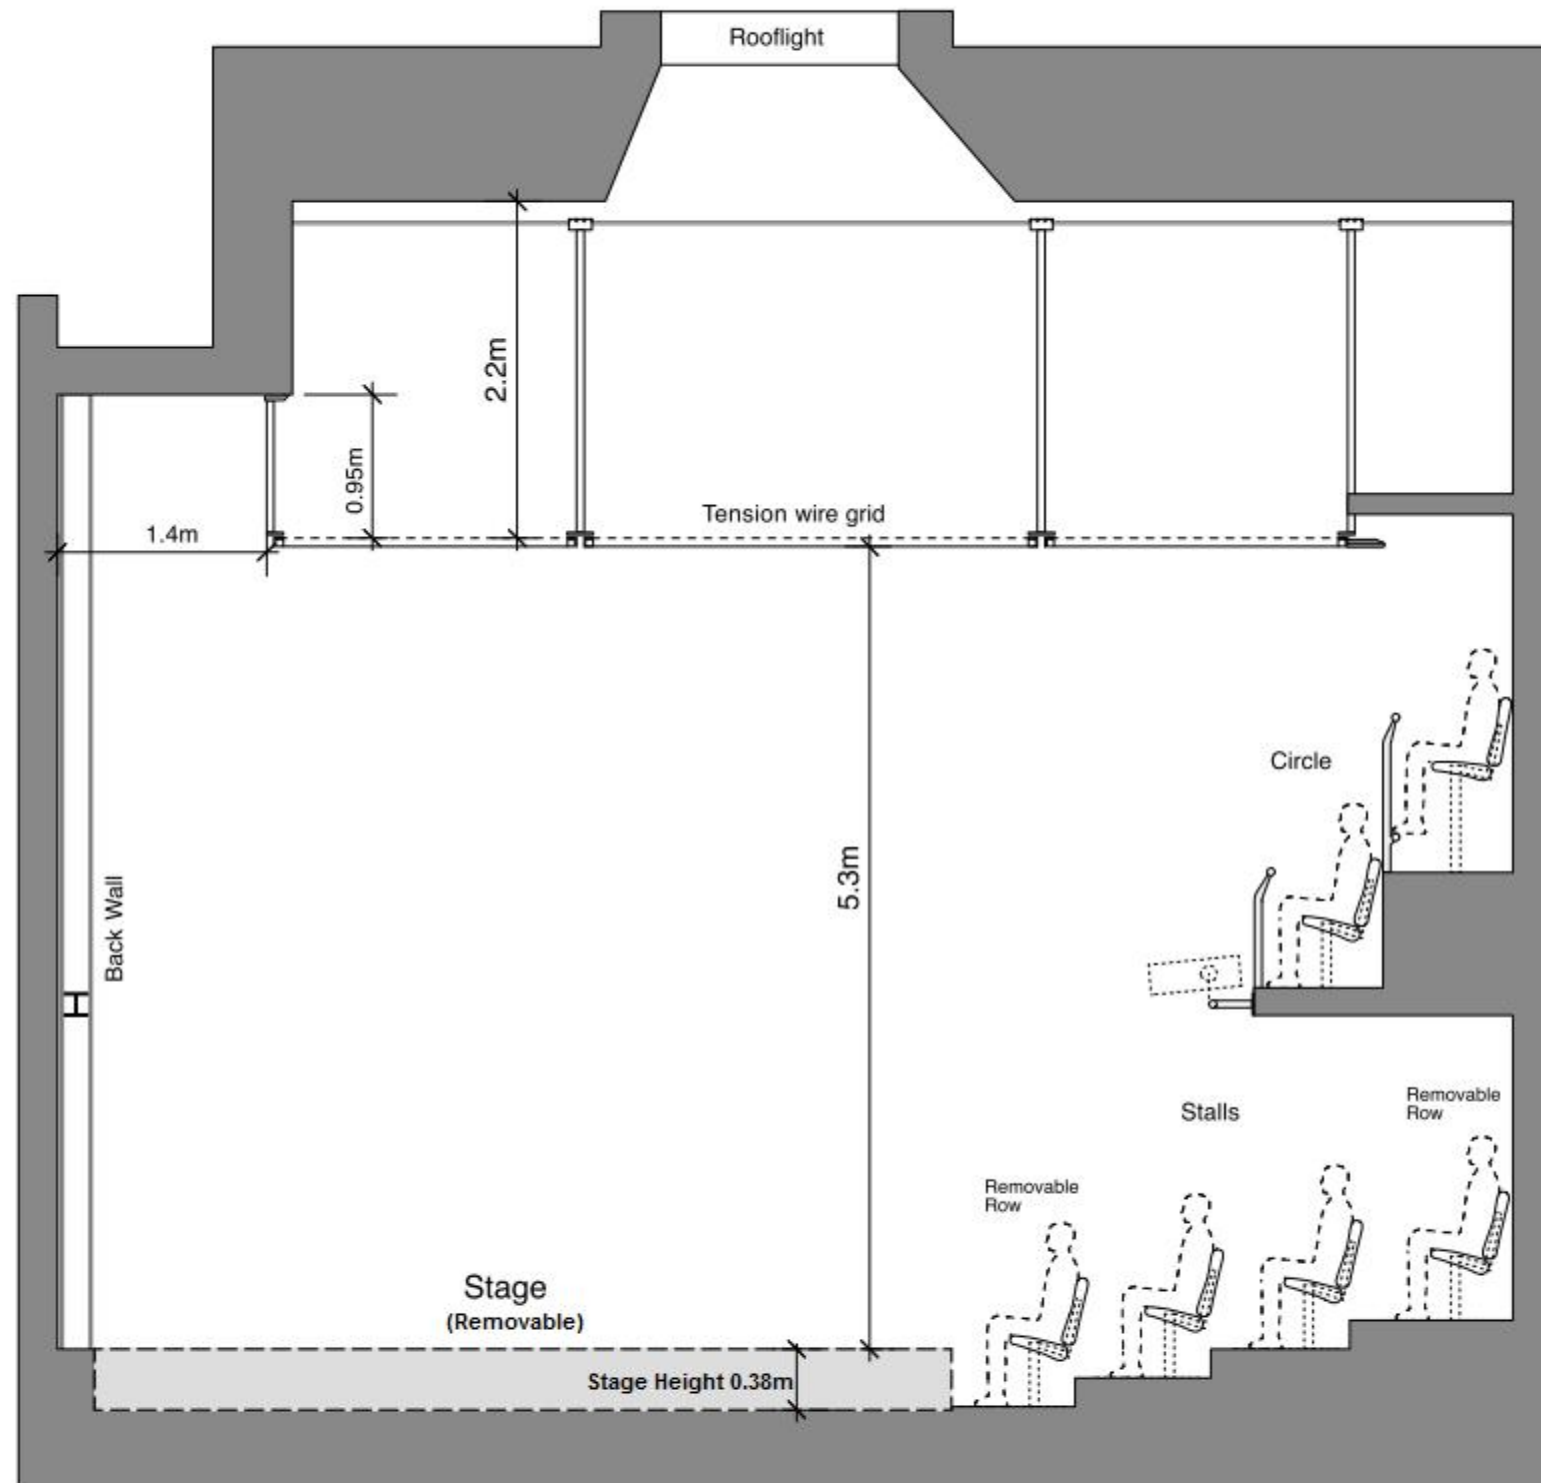 Rooflight
2.2m
0.95m
1.4m
Tension wire grid
Circle
5.3m
Back Wall
Stalls
Removable
Row
Removable
Row
Stage
(Removable)
Stage Height 0.38m